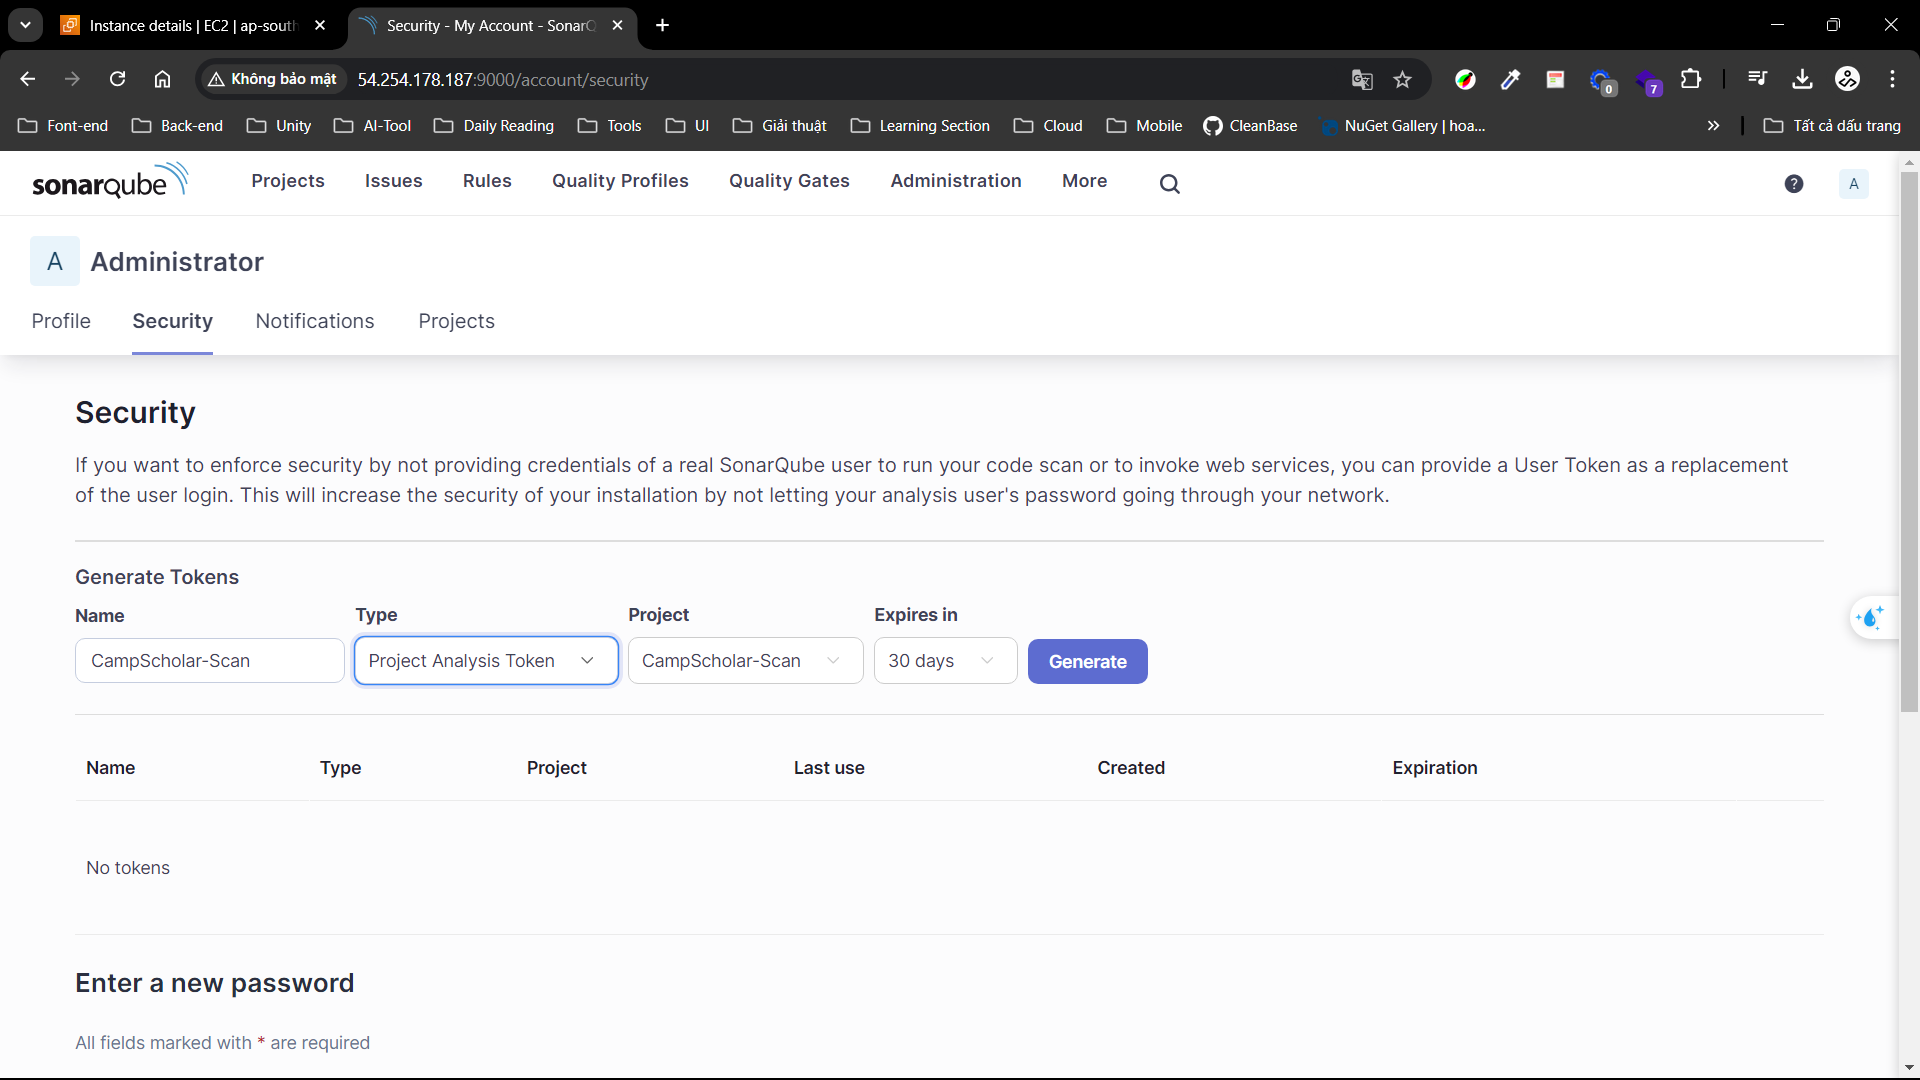 Instance details | EC2 | ap-south
Security - My Account - SonarQ
Không bảo mật
54.254.178.187:9000/account/security
0
7
Font-end
Back-end
Unity
AI-Tool
Daily Reading
Tools
UI
Giải thuật
Learning Section
Cloud
Mobile
CleanBase
NuGet Gallery | hoa...
Tất cả dấu trang
sonarqube
Projects
Issues
Rules
Quality Profiles
Quality Gates
Administration
More
?
A
A
Administrator
Profile
Security
Notifications
Projects
Security
If you want to enforce security by not providing credentials of a real SonarQube user to run your code scan or to invoke web services, you can provide a User Token as a replacement
of the user login. This will increase the security of your installation by not letting your analysis user's password going through your network.
Generate Tokens
Name
Type
Project
Expires in
CampScholar-Scan
Project Analysis Token
CampScholar-Scan
30 days
Generate
Name
Type
Project
Last use
Created
Expiration
No tokens
Enter a new password
All fields marked with * are required